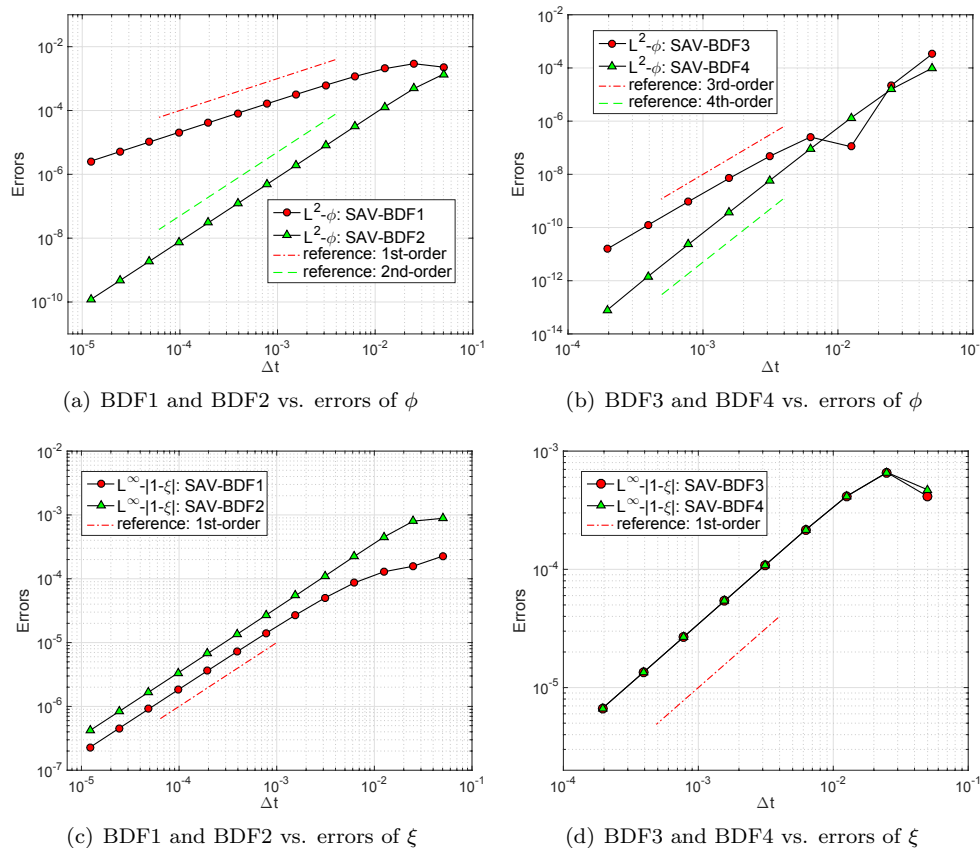 10^-2
10^-4
10^-6
10^-8
10^-10
Errors
L^2-ϕ: SAV-BDF1
L^2-ϕ: SAV-BDF2
reference: 1st-order
reference: 2nd-order
10^-5
10^-4
10^-3
10^-2
10^-1
Δt
(a) BDF1 and BDF2 vs. errors of ϕ
10^-2
10^-4
10^-6
10^-8
10^-10
10^-12
10^-14
Errors
L^2-ϕ: SAV-BDF3
L^2-ϕ: SAV-BDF4
reference: 3rd-order
reference: 4th-order
10^-4
10^-3
10^-2
10^-1
Δt
(b) BDF3 and BDF4 vs. errors of ϕ
10^-2
10^-3
10^-4
10^-5
10^-6
10^-7
Errors
L^∞-|1-ξ|: SAV-BDF1
L^∞-|1-ξ|: SAV-BDF2
reference: 1st-order
10^-5
10^-4
10^-3
10^-2
10^-1
Δt
(c) BDF1 and BDF2 vs. errors of ξ
10^-3
10^-4
10^-5
Errors
L^∞-|1-ξ|: SAV-BDF3
L^∞-|1-ξ|: SAV-BDF4
reference: 1st-order
10^-4
10^-3
10^-2
10^-1
Δt
(d) BDF3 and BDF4 vs. errors of ξ